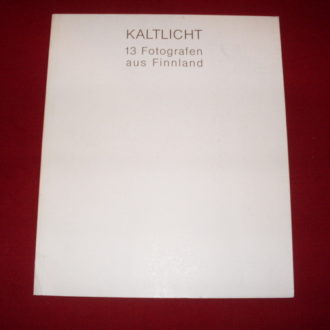 KALTLICHT
13 Fotografen
aus Finnland